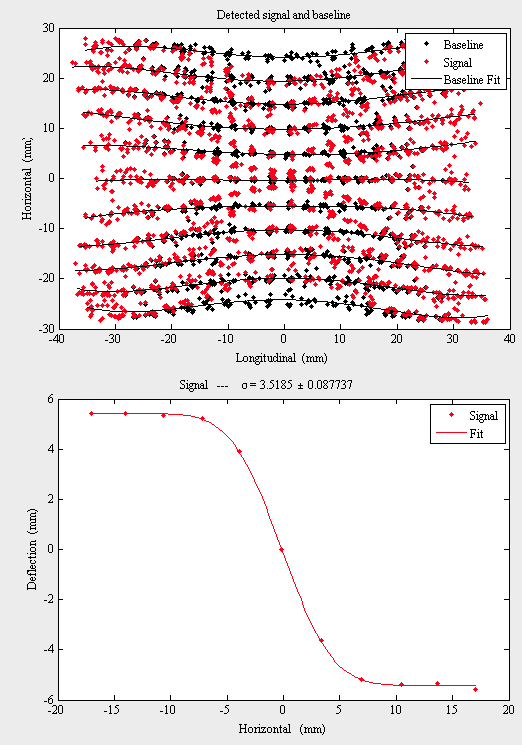 Detected signal and baseline
30
20
10
0
-10
-20
-30
Horizontal (mm)
Baseline
Signal
Baseline Fit
-40 -30 -20 -10 0 10 20 30 40
Longitudinal (mm)
Signal --- σ = 3.5185 ± 0.087737
6
4
2
0
-2
-4
-6
Deflection (mm)
Signal
Fit
-20 -15 -10 -5 0 5 10 15 20
Horizontal (mm)